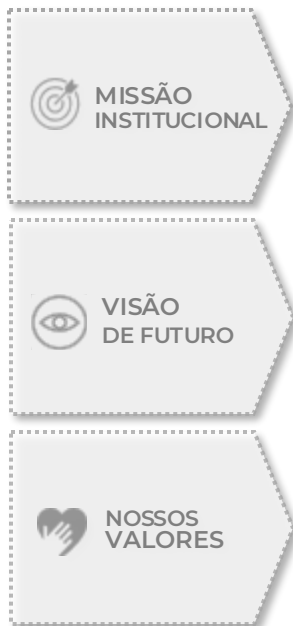 MISSÃO
INSTITUCIONAL
VISÃO
DE FUTURO
NOSSOS
VALORES